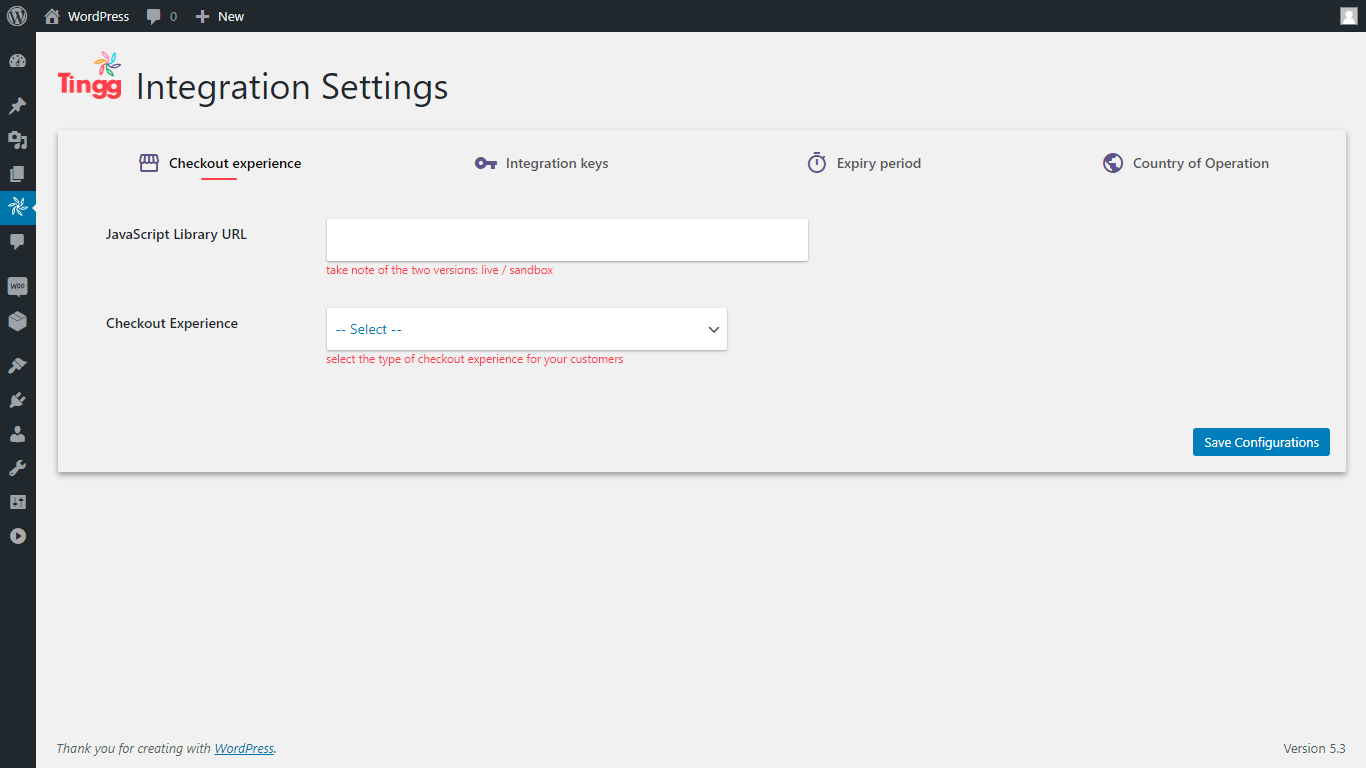 WordPress 0 New
Tingg Integration Settings
Checkout experience Integration keys Expiry period Country of Operation
JavaScript Library URL
take note of the two versions: live / sandbox
Checkout Experience -- Select --
select the type of checkout experience for your customers
Woo
Save Configurations
Thank you for creating with WordPress. Version 5.3